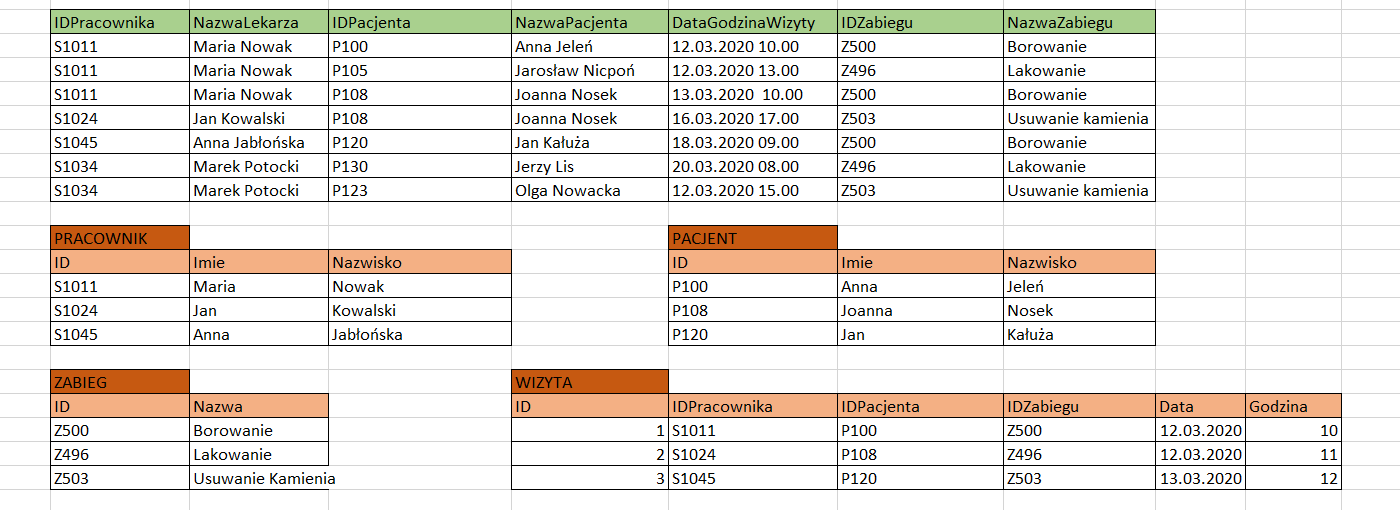 IDPracownika NazwaLekarza IDPacjenta NazwaPacjenta DataGodzinaWizyty IDZabiegu NazwaZabiegu
S1011 Maria Nowak P100 Anna Jeleń 12.03.2020 10.00 Z500 Borowanie
S1011 Maria Nowak P105 Jarosław Nicpoń 12.03.2020 13.00 Z496 Lakowanie
S1011 Maria Nowak P108 Joanna Nosek 13.03.2020  10.00 Z500 Borowanie
S1024 Jan Kowalski P108 Joanna Nosek 16.03.2020 17.00 Z503 Usuwanie kamienia
S1045 Anna Jabłońska P120 Jan Kałuża 18.03.2020 09.00 Z500 Borowanie
S1034 Marek Potocki P130 Jerzy Lis 20.03.2020 08.00 Z496 Lakowanie
S1034 Marek Potocki P123 Olga Nowacka 12.03.2020 15.00 Z503 Usuwanie kamienia
PRACOWNIK PACJENT
ID Imie Nazwisko ID Imie Nazwisko
S1011 Maria Nowak P100 Anna Jeleń
S1024 Jan Kowalski P108 Joanna Nosek
S1045 Anna Jabłońska P120 Jan Kałuża
ZABIEG WIZYTA
ID Nazwa ID IDPracownika IDPacjenta IDZabiegu Data Godzina
Z500 Borowanie 1 S1011 P100 Z500 12.03.2020 10
Z496 Lakowanie 2 S1024 P108 Z496 12.03.2020 11
Z503 Usuwanie Kamienia 3 S1045 P120 Z503 13.03.2020 12